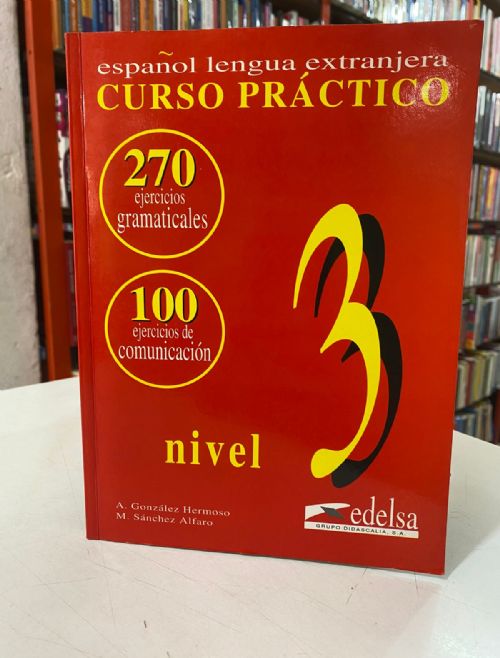 español lengua extranjera
CURSO PRÁCTICO
270
ejercicios
gramaticales
100
ejercicios de
comunicación
3
nivel
A. González Hermoso
M. Sánchez Alfaro
edelsa
GRUPO DIDASCALIA, S.A.